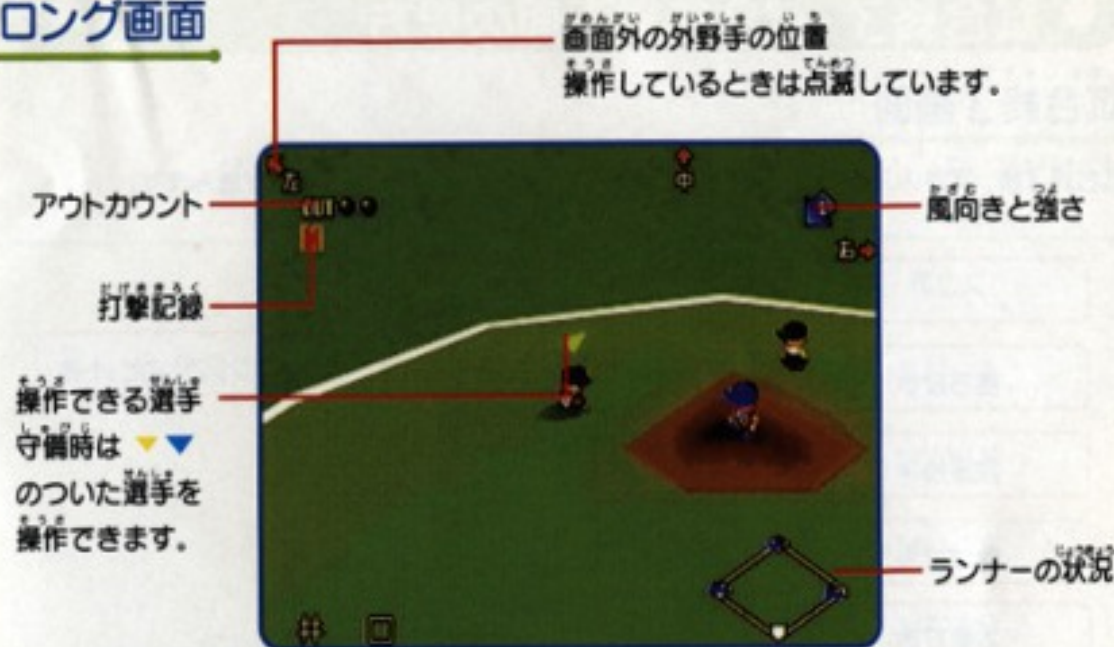 ロング画面
画面外の外野手の位置
操作しているときは点滅しています。
アウトカウント
打撃記録
操作できる選手
守備時は ▼ ▼
のついた選手を
操作できます。
風向きと強さ
ランナーの状況
OUT
中
H